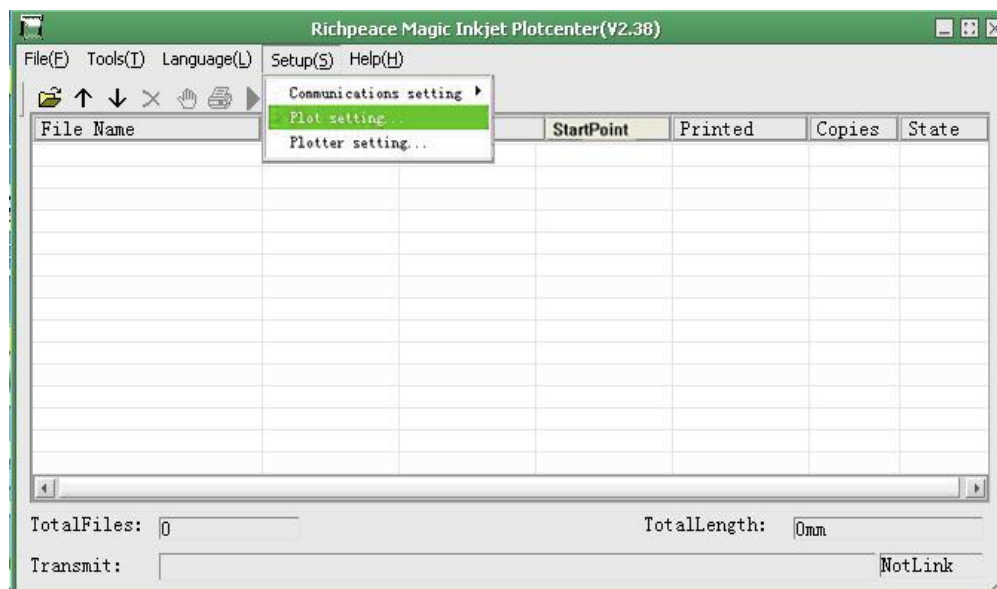 Richpeace Magic Inkjet Plotcenter(V2.38)
File(F) Tools(T) Language(L) Setup(S) Help(H)
Communications setting
Plot setting...
Plotter setting...
File Name StartPoint Printed Copies State
TotalFiles: 0 TotalLength: 0mm
Transmit: NotLink